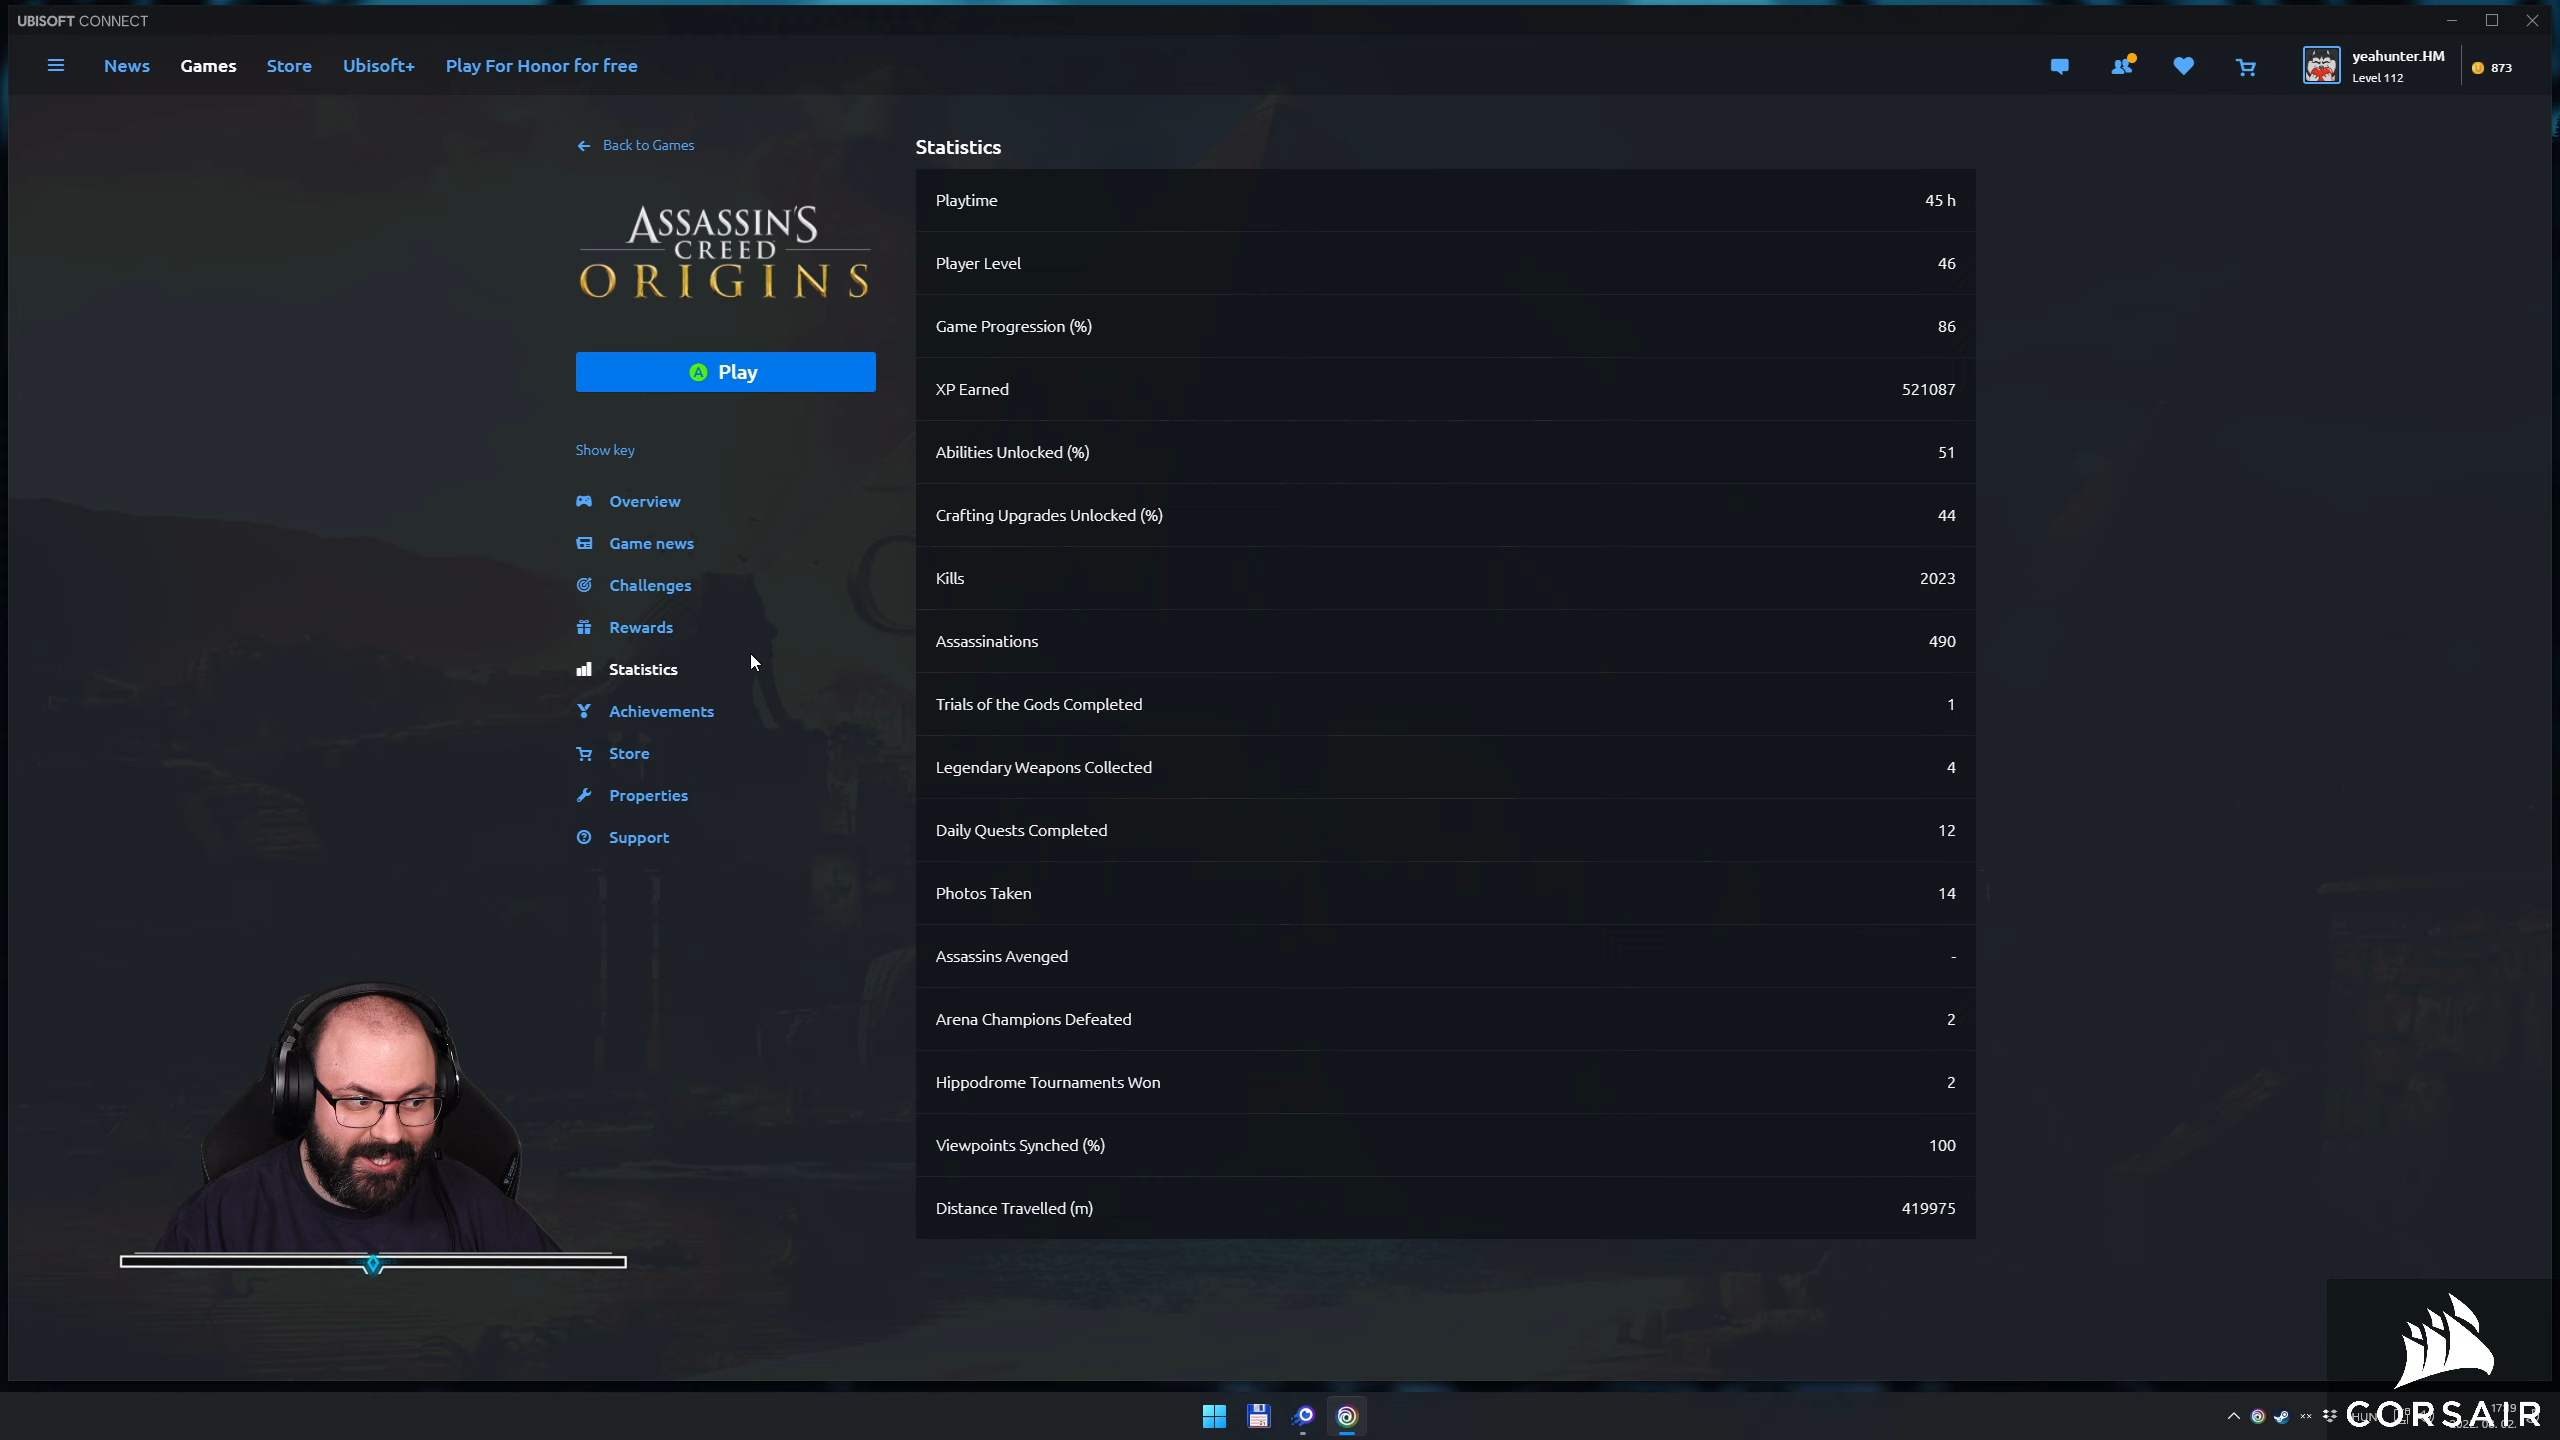 UBISOFT CONNECT
News Games Store Ubisoft+ Play For Honor for free
yeahunter.HM
Level 112
873
Back to Games
ASSASSIN'S
CREED
ORIGINS
Play
Show key
Overview
Game news
Challenges
Rewards
Statistics
Achievements
Store
Properties
Support
Statistics
Playtime 45 h
Player Level 46
Game Progression (%) 86
XP Earned 521087
Abilities Unlocked (%) 51
Crafting Upgrades Unlocked (%) 44
Kills 2023
Assassinations 490
Trials of the Gods Completed 1
Legendary Weapons Collected 4
Daily Quests Completed 12
Photos Taken 14
Assassins Avenged -
Arena Champions Defeated 2
Hippodrome Tournaments Won 2
Viewpoints Synched (%) 100
Distance Travelled (m) 419975
CORSAIR